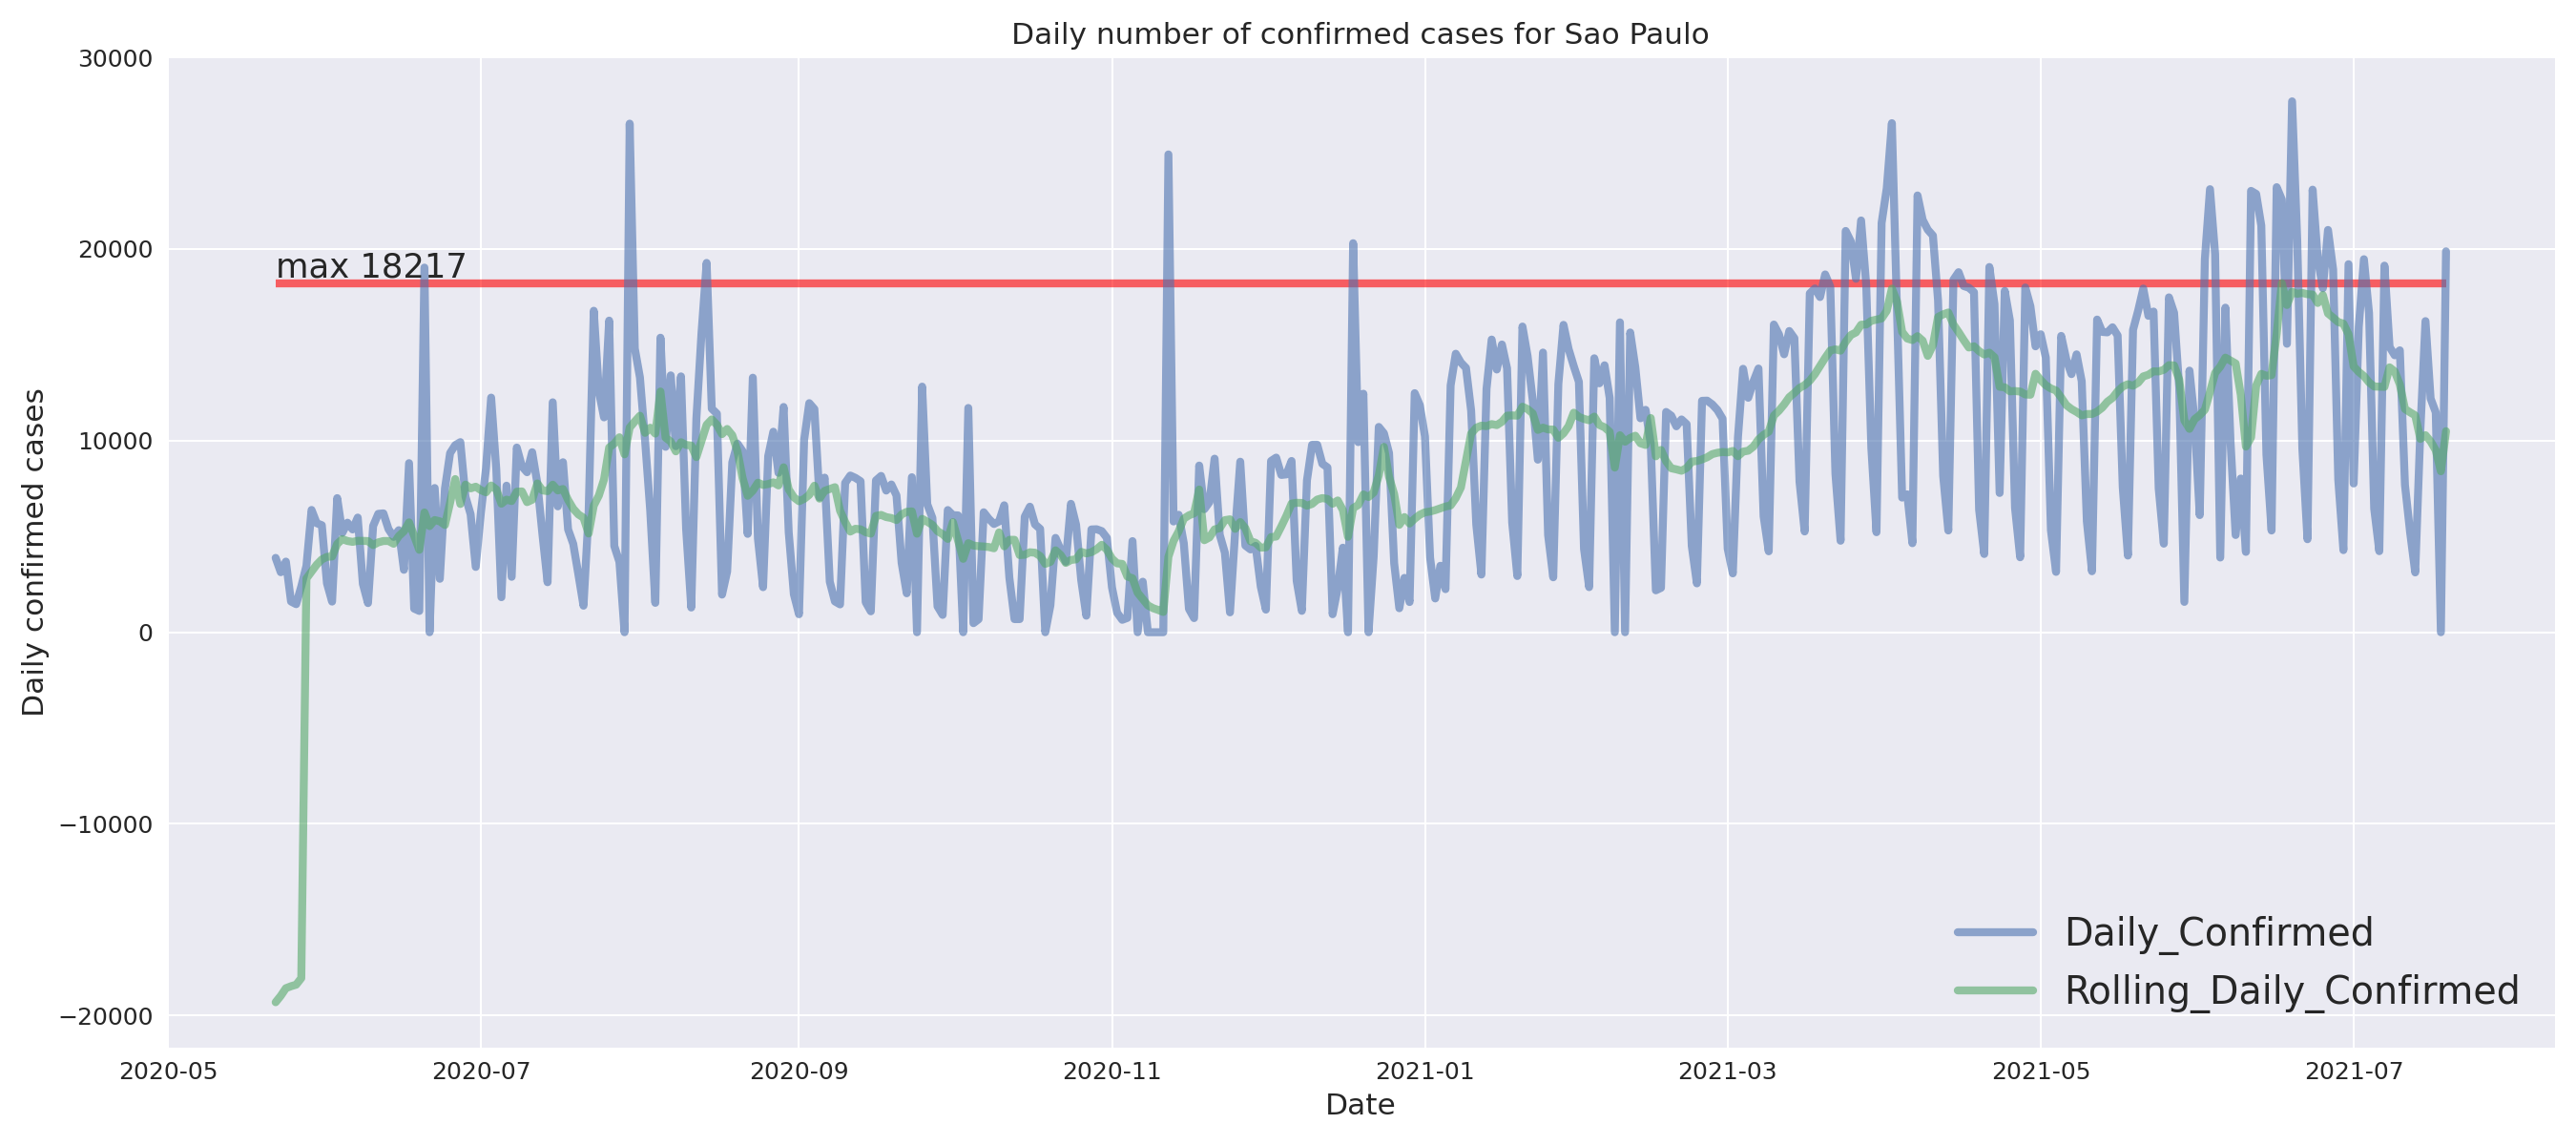 Daily number of confirmed cases for Sao Paulo
30000
20000
10000
0
−10000
−20000
Daily confirmed cases
max 18217
Daily_Confirmed
Rolling_Daily_Confirmed
2020-05 2020-07 2020-09 2020-11 2021-01 2021-03 2021-05 2021-07
Date